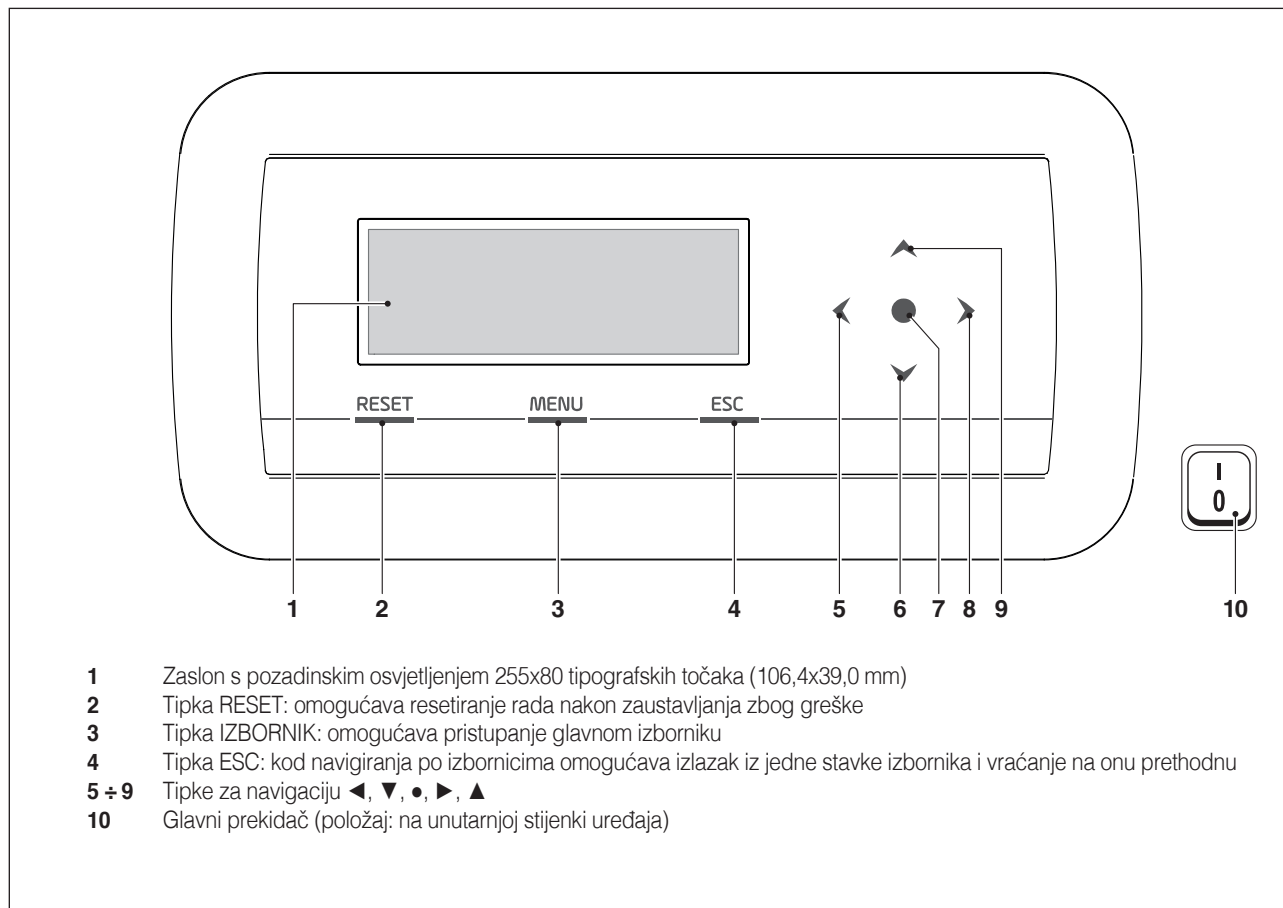 RESET MENU ESC
I
0
1 2 3 4 5 6 7 8 9 10
1 Zaslon s pozadinskim osvjetljenjem 255x80 tipografskih točaka (106,4x39,0 mm)
2 Tipka RESET: omogućava resetiranje rada nakon zaustavljanja zbog greške
3 Tipka IZBORNIK: omogućava pristupanje glavnom izborniku
4 Tipka ESC: kod navigiranja po izbornicima omogućava izlazak iz jedne stavke izbornika i vraćanje na onu prethodnu
5 ÷ 9 Tipke za navigaciju ◄, ▼, ●, ►, ▲
10 Glavni prekidač (položaj: na unutarnjoj stijenki uređaja)